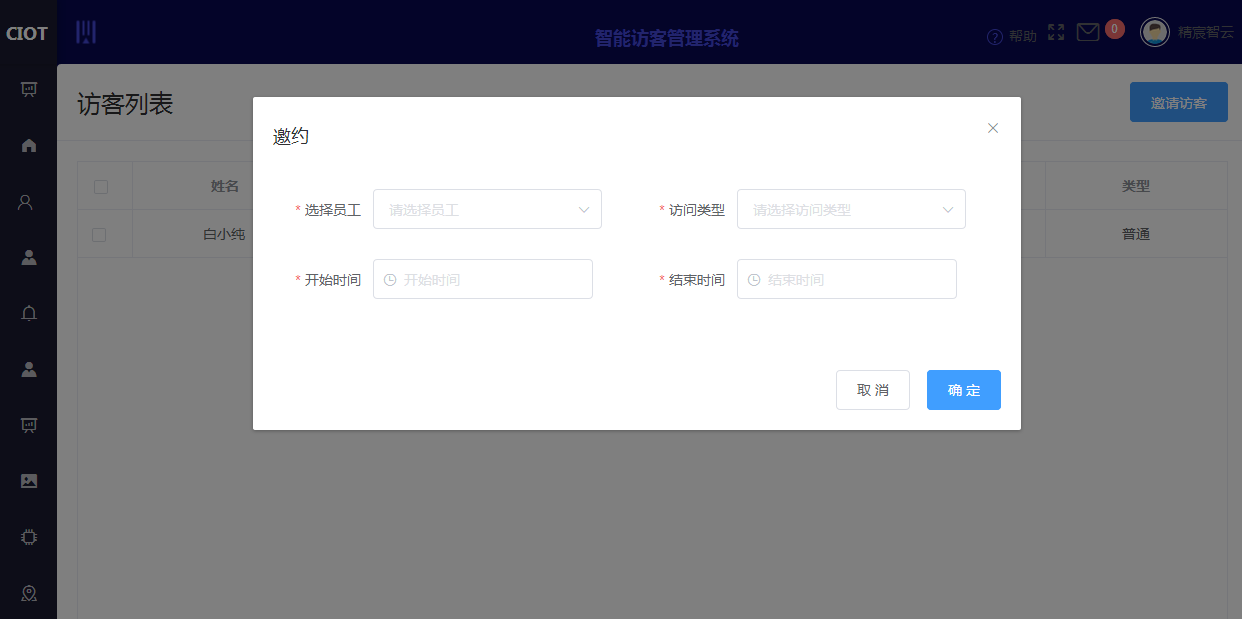 CIOT
智能访客管理系统
? 帮助
0
精宸智云
访客列表
邀请访客
姓名
类型
白小纯
普通
邀约
* 选择员工 请选择员工
* 访问类型 请选择访问类型
* 开始时间 开始时间
* 结束时间 结束时间
取 消
确 定